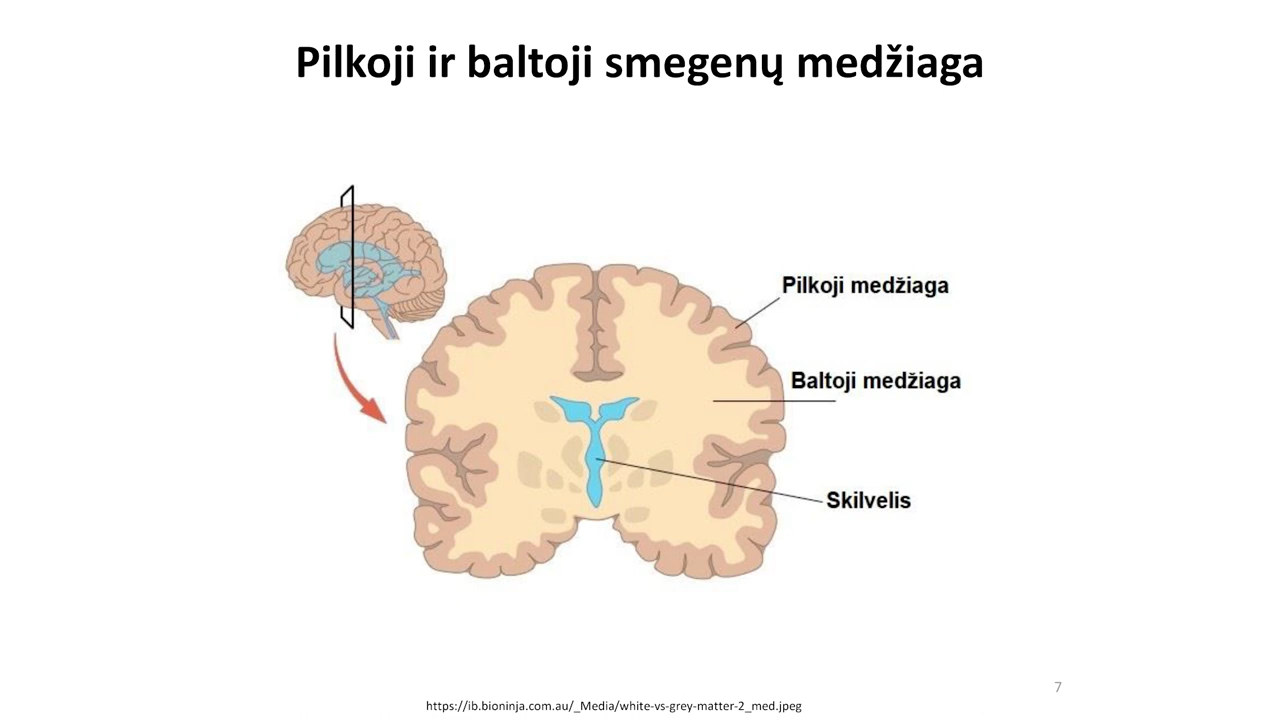 Pilkoji ir baltoji smegenų medžiaga
Pilkoji medžiaga
Baltoji medžiaga
Skilvelis
7
https://ib.bioninja.com.au/_Media/white-vs-grey-matter-2_med.jpeg